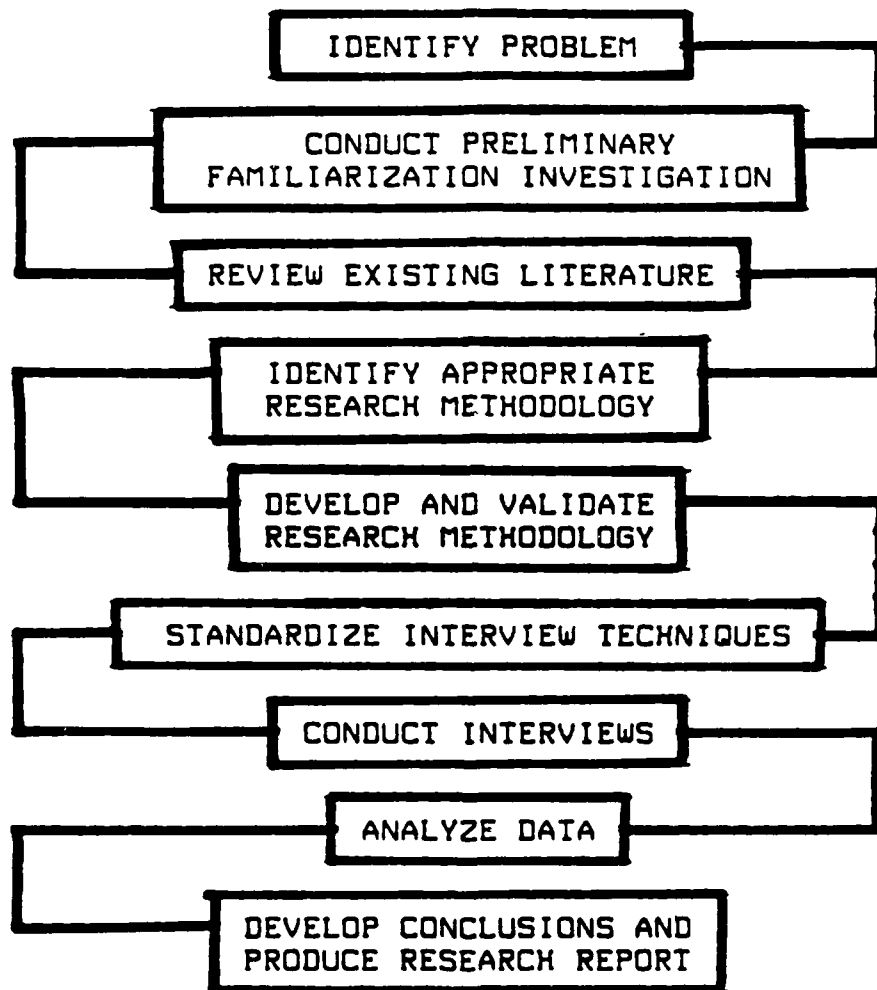 IDENTIFY PROBLEM
CONDUCT PRELIMINARY
FAMILIARIZATION INVESTIGATION
REVIEW EXISTING LITERATURE
IDENTIFY APPROPRIATE
RESEARCH METHODOLOGY
DEVELOP AND VALIDATE
RESEARCH METHODOLOGY
STANDARDIZE INTERVIEW TECHNIQUES
CONDUCT INTERVIEWS
ANALYZE DATA
DEVELOP CONCLUSIONS AND
PRODUCE RESEARCH REPORT